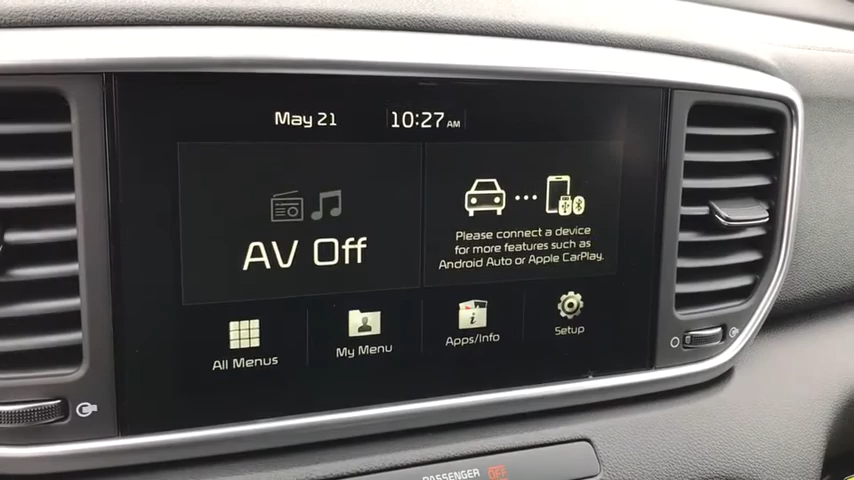 May 21
10:27 AM
AV Off
Please connect a device
for more features such as
Android Auto or Apple CarPlay.
All Menus
My Menu
Apps/Info
Setup
PASSENGER OFF